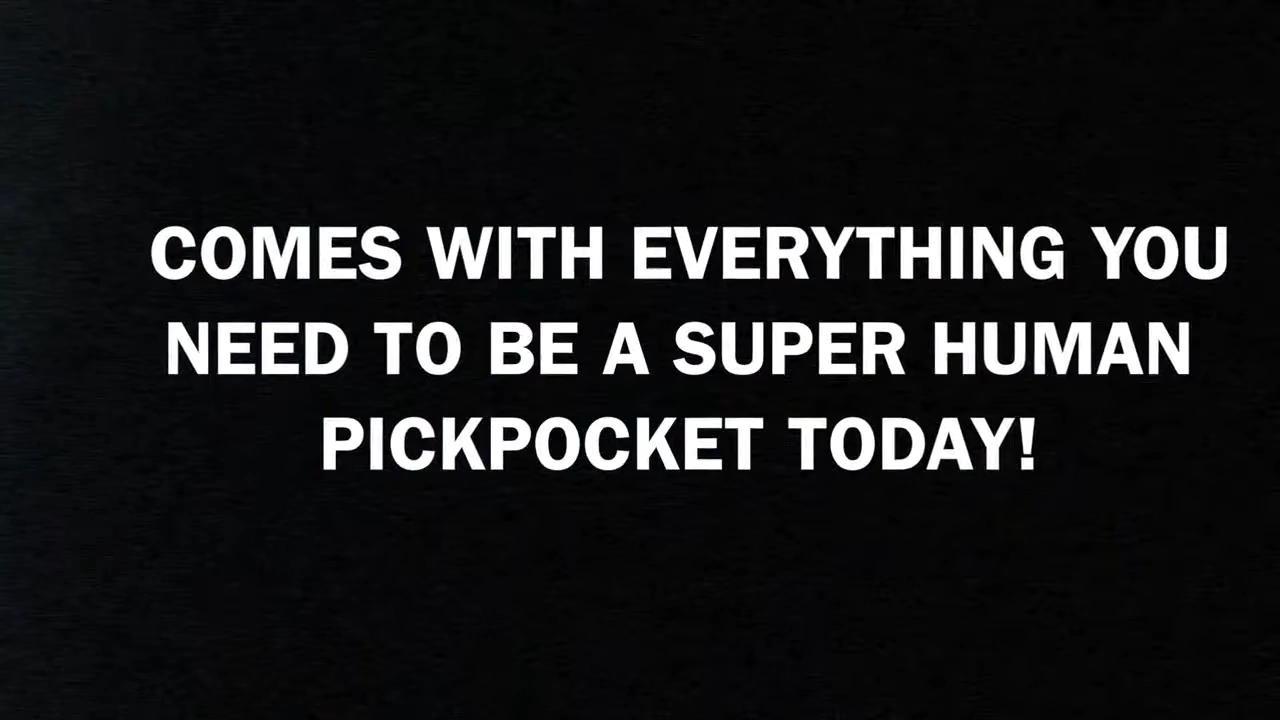 COMES WITH EVERYTHING YOU
NEED TO BE A SUPER HUMAN
PICKPOCKET TODAY!